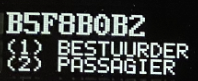 B5F8B0B2
(1) BESTUURDER
(2) PASSAGIER